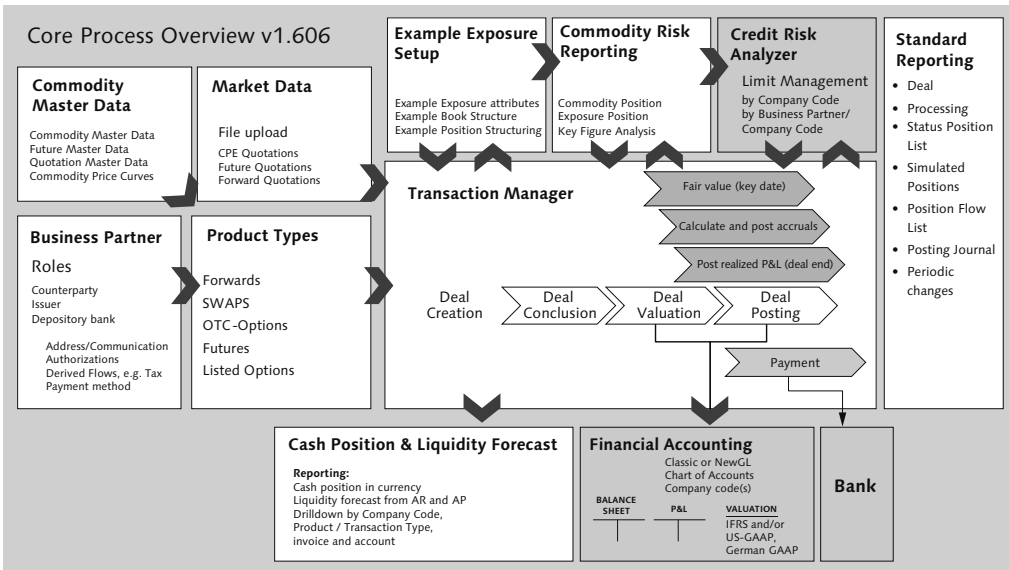 Core Process Overview v1.606
Commodity
Master Data
Commodity Master Data
Future Master Data
Quotation Master Data
Commodity Price Curves
Market Data
File upload
CPE Quotations
Future Quotations
Forward Quotations
Example Exposure
Setup
Example Exposure attributes
Example Book Structure
Example Position Structuring
Commodity Risk
Reporting
Commodity Position
Exposure Position
Key Figure Analysis
Credit Risk
Analyzer
Limit Management
by Company Code
by Business Partner/
Company Code
Standard
Reporting
• Deal
• Processing
• Status Position
List
• Simulated
Positions
• Position Flow
List
• Posting Journal
• Periodic
changes
Business Partner
Roles
Counterparty
Issuer
Depository bank
Address/Communication
Authorizations
Derived Flows, e.g. Tax
Payment method
Product Types
Forwards
SWAPS
OTC-Options
Futures
Listed Options
Transaction Manager
Fair value (key date)
Calculate and post accruals
Post realized P&L (deal end)
Deal
Creation
Deal
Conclusion
Deal
Valuation
Deal
Posting
Payment
Cash Position & Liquidity Forecast
Reporting:
Cash position in currency
Liquidity forecast from AR and AP
Drilldown by Company Code,
Product / Transaction Type,
invoice and account
Financial Accounting
Classic or NewGL
Chart of Accounts
Company code(s)
BALANCE
SHEET
P&L
VALUATION
IFRS and/or
US-GAAP,
German GAAP
Bank